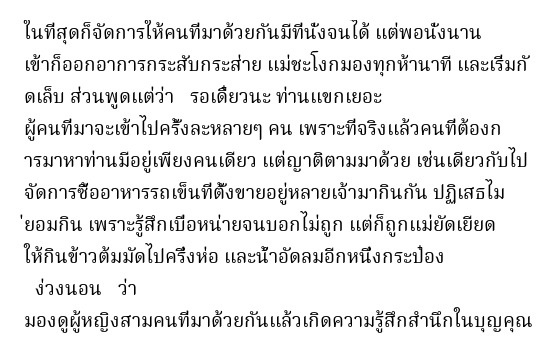 ในที่สุดก็จัดการให้คนที่มาด้วยกันมีที่นั่งจนได้ แต่พอนั่งนาน
เข้าก็ออกอาการกระสับกระส่าย แม่ชะโงกมองทุกห้านาที และเริ่มกั
ดเล็บ ส่วนพูดแต่ว่า   รอเดี๋ยวนะ ท่านแขกเยอะ
ผู้คนที่มาจะเข้าไปครั้งละหลายๆ คน เพราะที่จริงแล้วคนที่ต้องก
ารมาหาท่านมีอยู่เพียงคนเดียว แต่ญาติตามมาด้วย เช่นเดียวกับไป
จัดการซื้ออาหารรถเข็นที่ตั้งขายอยู่หลายเจ้ามากินกัน ปฏิเสธไม
่ยอมกิน เพราะรู้สึกเบื่อหน่ายจนบอกไม่ถูก แต่ก็ถูกแม่ยัดเยียด
ให้กินข้าวต้มมัดไปครึ่งห่อ และน้ำอัดลมอีกหนึ่งกระป๋อง
ง่วงนอน   ว่า
มองดูผู้หญิงสามคนที่มาด้วยกันแล้วเกิดความรู้สึกสำนึกในบุญคุณ